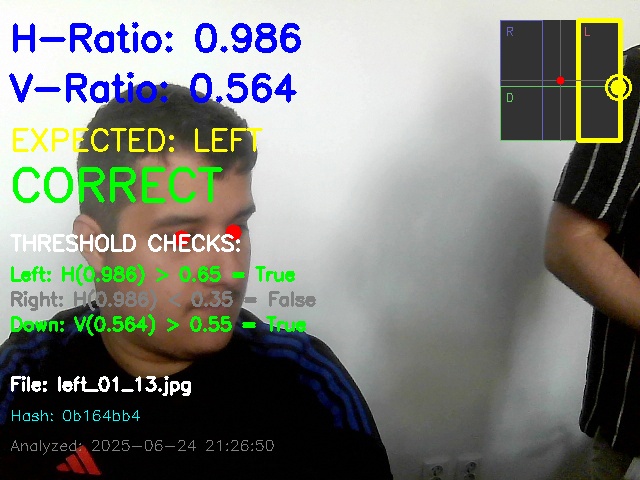 H-Ratio: 0.986
V-Ratio: 0.564
EXPECTED: LEFT
CORRECT
THRESHOLD CHECKS:
Left: H(0.986) > 0.65 = True
Right: H(0.986) < 0.35 = False
Down: V(0.564) > 0.55 = True
File: left_01_13.jpg
Hash: 0b164bb4
Analyzed: 2025-06-24 21:26:50
R
L
D